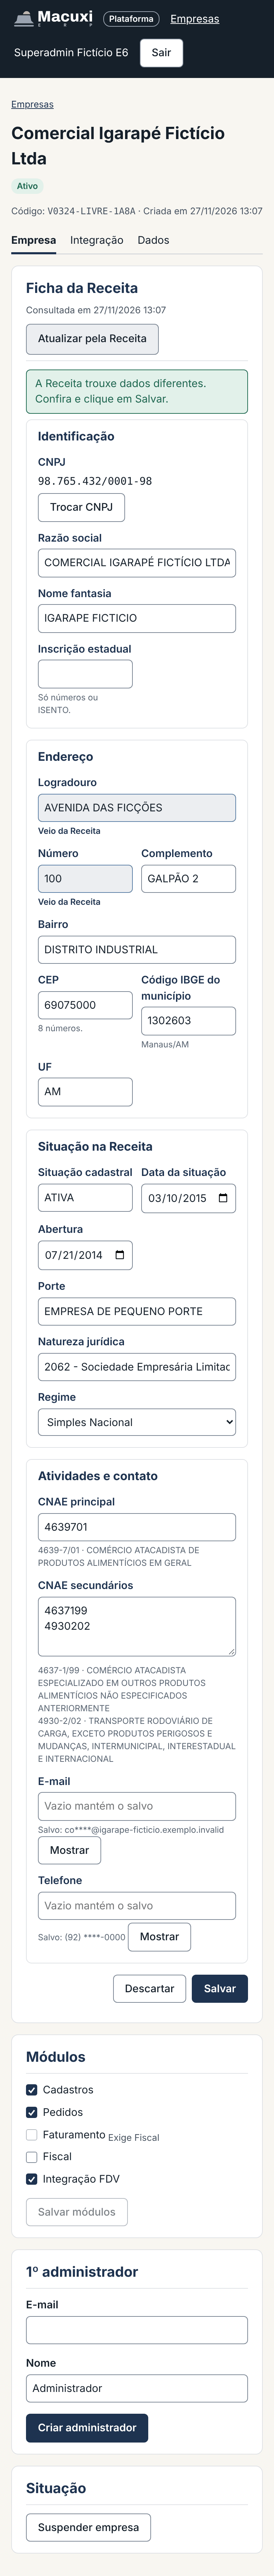 Macuxi
Plataforma
Empresas
Superadmin Fictício E6
Sair
Empresas
Comercial Igarapé Fictício
Ltda
Ativo
Código: V0324-LIVRE-1A8A · Criada em 27/11/2026 13:07
Empresa
Integração
Dados
Ficha da Receita
Consultada em 27/11/2026 13:07
Atualizar pela Receita
A Receita trouxe dados diferentes.
Confira e clique em Salvar.
Identificação
CNPJ
98.765.432/0001-98
Trocar CNPJ
Razão social
COMERCIAL IGARAPÉ FICTÍCIO LTDA
Nome fantasia
IGARAPE FICTICIO
Inscrição estadual
Só números ou
ISENTO.
Endereço
Logradouro
AVENIDA DAS FICÇÕES
Veio da Receita
Número
Complemento
100
GALPÃO 2
Veio da Receita
Bairro
DISTRITO INDUSTRIAL
CEP
Código IBGE do
município
69075000
1302603
8 números.
Manaus/AM
UF
AM
Situação na Receita
Situação cadastral
Data da situação
ATIVA
03/10/2015
Abertura
07/21/2014
Porte
EMPRESA DE PEQUENO PORTE
Natureza jurídica
2062 - Sociedade Empresária Limitac
Regime
Simples Nacional
Atividades e contato
CNAE principal
4639701
4639-7/01 · COMÉRCIO ATACADISTA DE
PRODUTOS ALIMENTÍCIOS EM GERAL
CNAE secundários
4637199
4930202
4637-1/99 · COMÉRCIO ATACADISTA
ESPECIALIZADO EM OUTROS PRODUTOS
ALIMENTÍCIOS NÃO ESPECIFICADOS
ANTERIORMENTE
4930-2/02 · TRANSPORTE RODOVIÁRIO DE
CARGA, EXCETO PRODUTOS PERIGOSOS E
MUDANÇAS, INTERMUNICIPAL, INTERESTADUAL
E INTERNACIONAL
E-mail
Vazio mantém o salvo
Salvo: co****@igarape-ficticio.exemplo.invalid
Mostrar
Telefone
Vazio mantém o salvo
Salvo: (92) ****-0000
Mostrar
Descartar
Salvar
Módulos
Cadastros
Pedidos
Faturamento Exige Fiscal
Fiscal
Integração FDV
Salvar módulos
1º administrador
E-mail
Nome
Administrador
Criar administrador
Situação
Suspender empresa